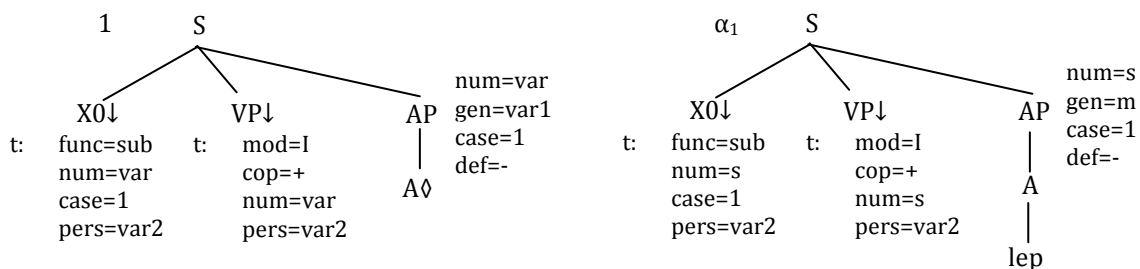 1 S
X0↓ VP↓ AP
t: func=sub t: mod=I
num=var cop=+
case=1 num=var
pers=var2 pers=var2
num=var
gen=var1
case=1
def=-
A◊
α₁ S
X0↓ VP↓ AP
t: func=sub t: mod=I
num=s cop=+
case=1 num=s
pers=var2 pers=var2
num=s
gen=m
case=1
def=-
A
lep